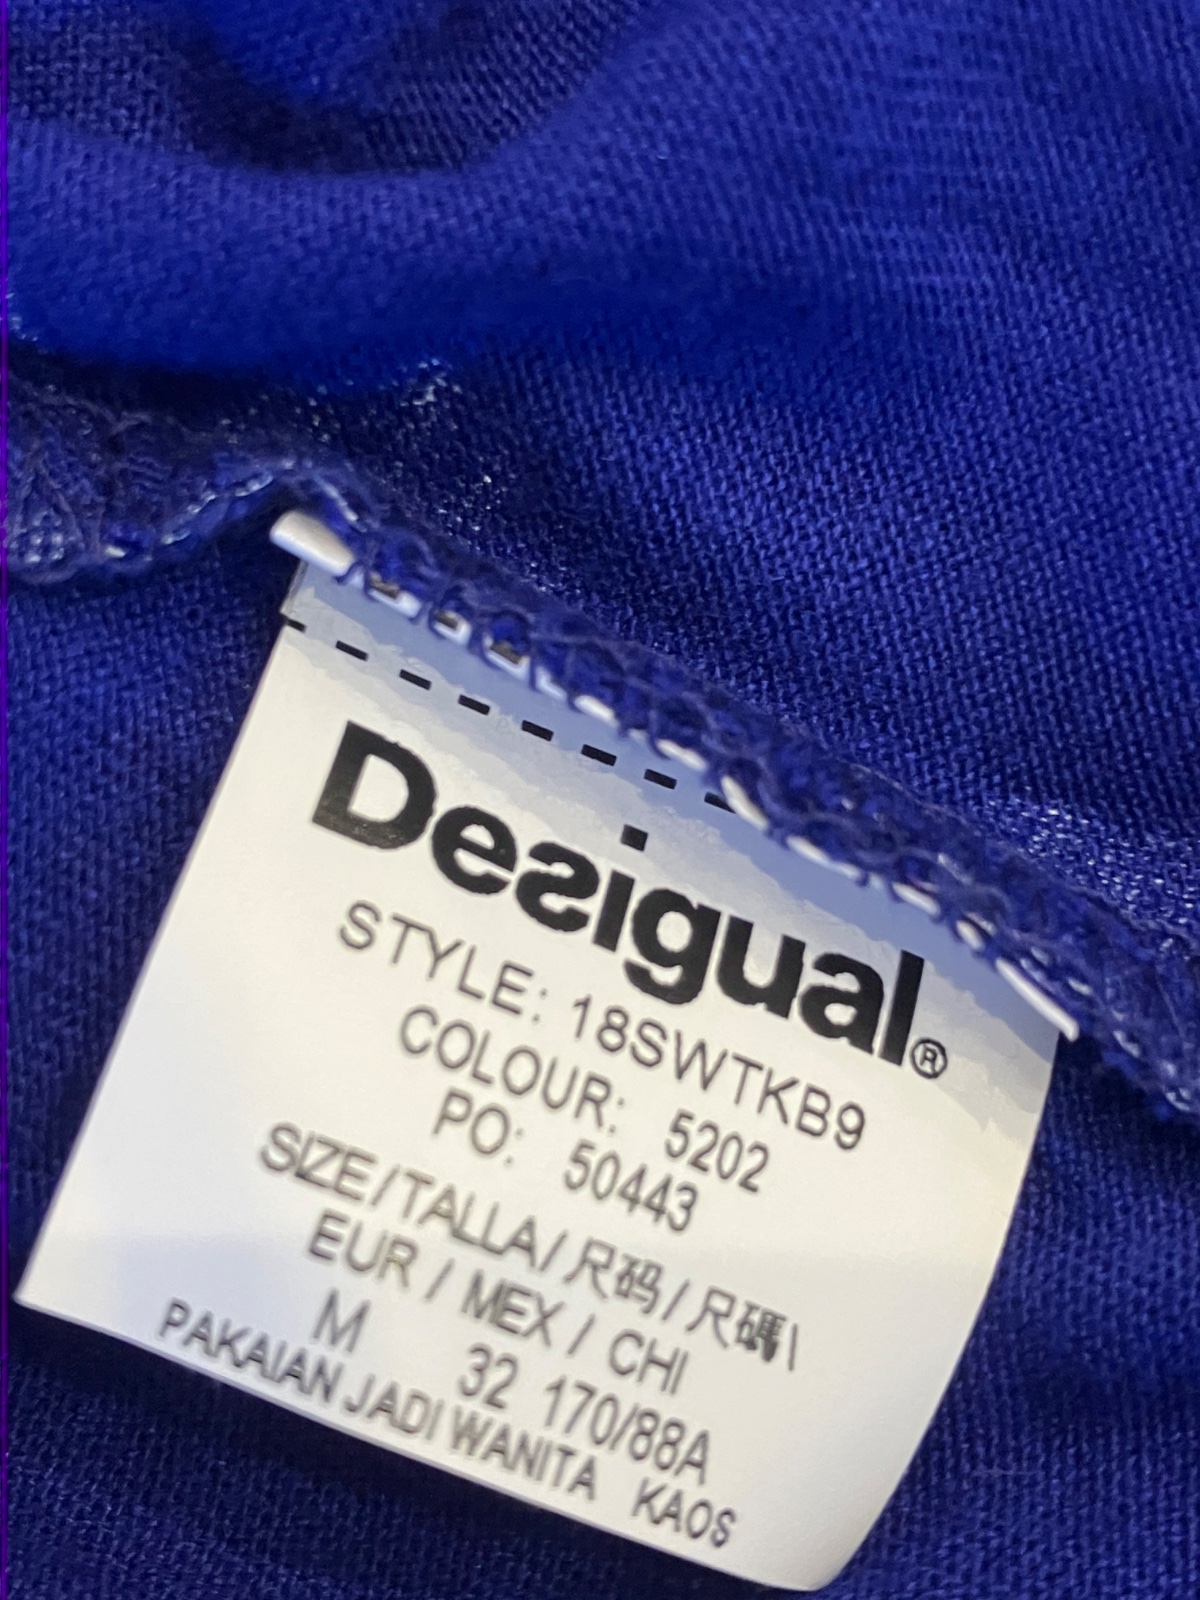 Desigual®
STYLE: 18SWTKB9
COLOUR: 5202
PO: 50443
SIZE/TALLA/尺码/尺碼\
EUR / MEX / CHI
M 32 170/88A
PAKAIAN JADI WANITA KAOS